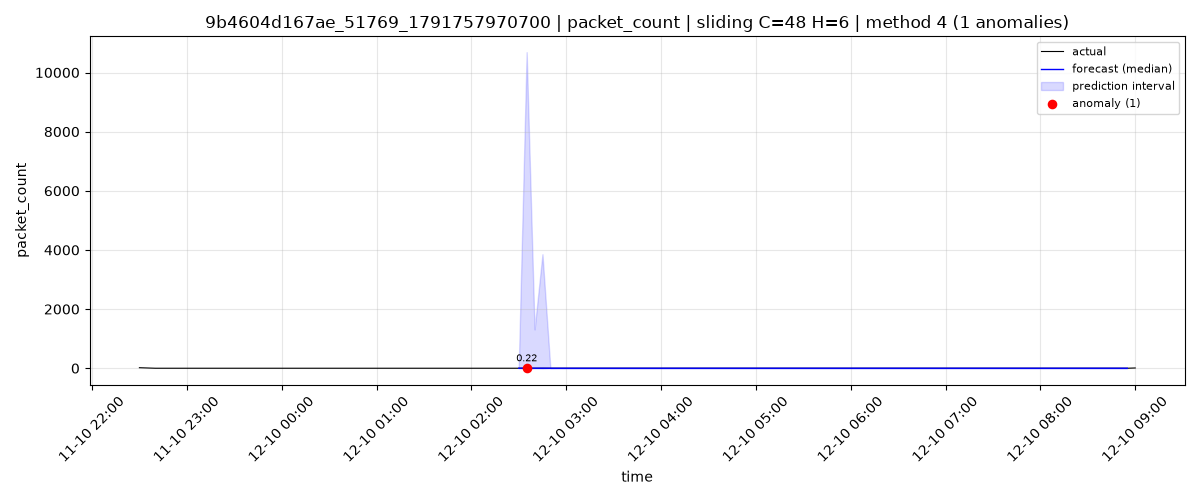 9b4604d167ae_51769_1791757970700 | packet_count | sliding C=48 H=6 | method 4 (1 anomalies)
actual
forecast (median)
prediction interval
anomaly (1)
packet_count
10000
8000
6000
4000
2000
0
0.22
11-10 22:00
11-10 23:00
12-10 00:00
12-10 01:00
12-10 02:00
12-10 03:00
12-10 04:00
12-10 05:00
12-10 06:00
12-10 07:00
12-10 08:00
12-10 09:00
time